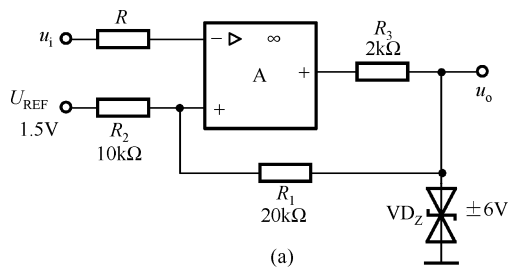 R
uᵢ
− ▷ ∞
R₃
2kΩ
A
+
uₒ
U_REF
1.5V
+
R₂
10kΩ
R₁
20kΩ
VD_Z
±6V
(a)